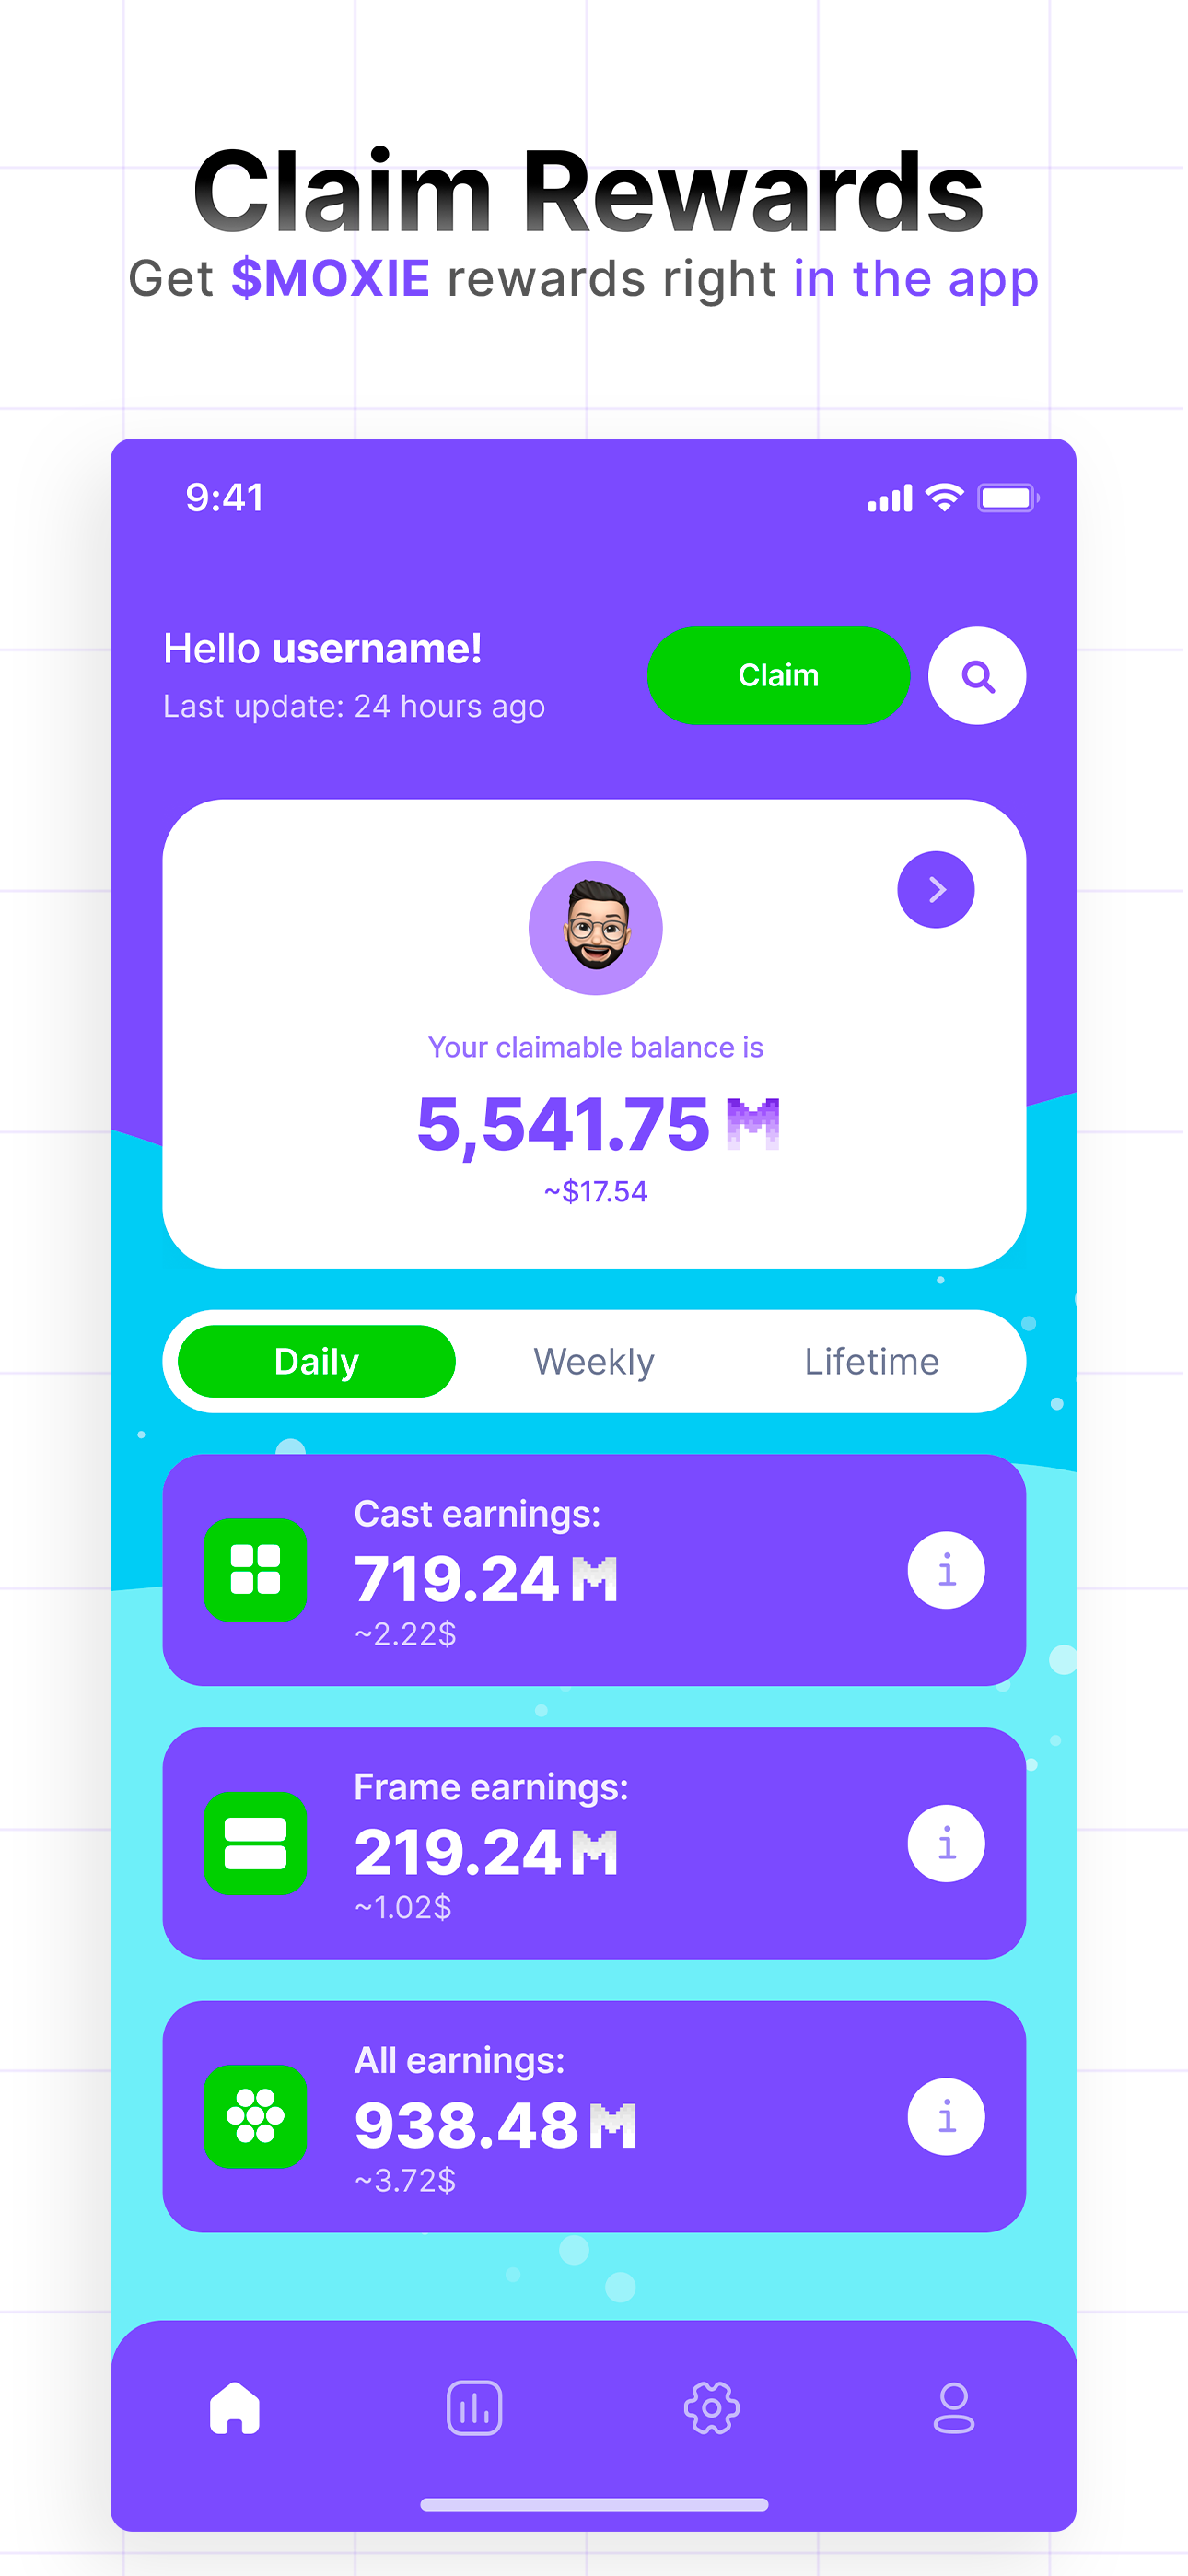 Claim Rewards
Get $MOXIE rewards right in the app
9:41
Hello username!
Last update: 24 hours ago
Claim
Your claimable balance is
5,541.75
~$17.54
Daily Weekly Lifetime
Cast earnings:
719.24
~2.22$
Frame earnings:
219.24
~1.02$
All earnings:
938.48
~3.72$